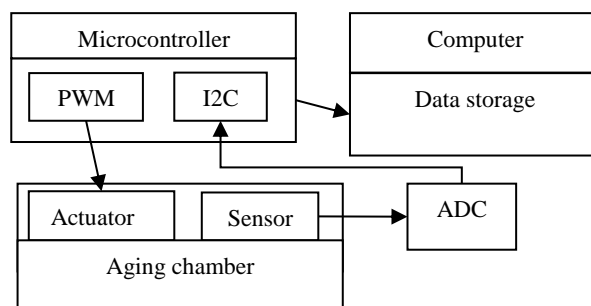 Microcontroller
Computer
PWM
I2C
Data storage
Actuator
Sensor
ADC
Aging chamber